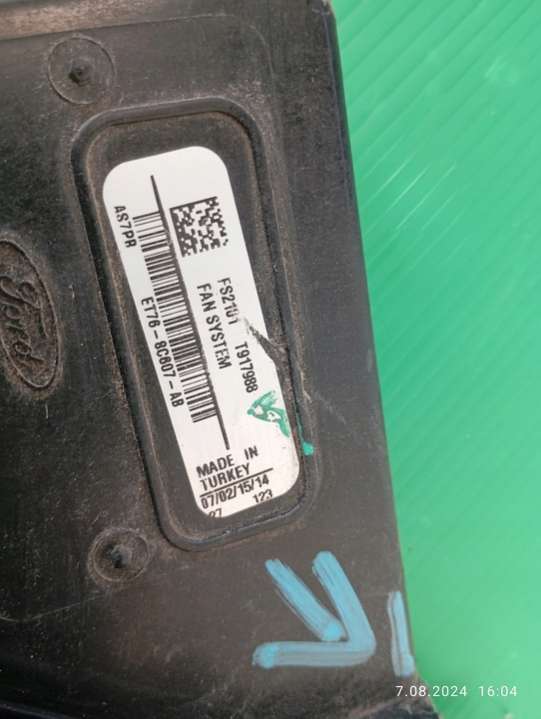 AS7PR
ET76-8C607-AB
FS2101 T917988
FAN SYSTEM
MADE IN
TURKEY
07/02/15/14
27 123
Ford
7.08.2024 16:04